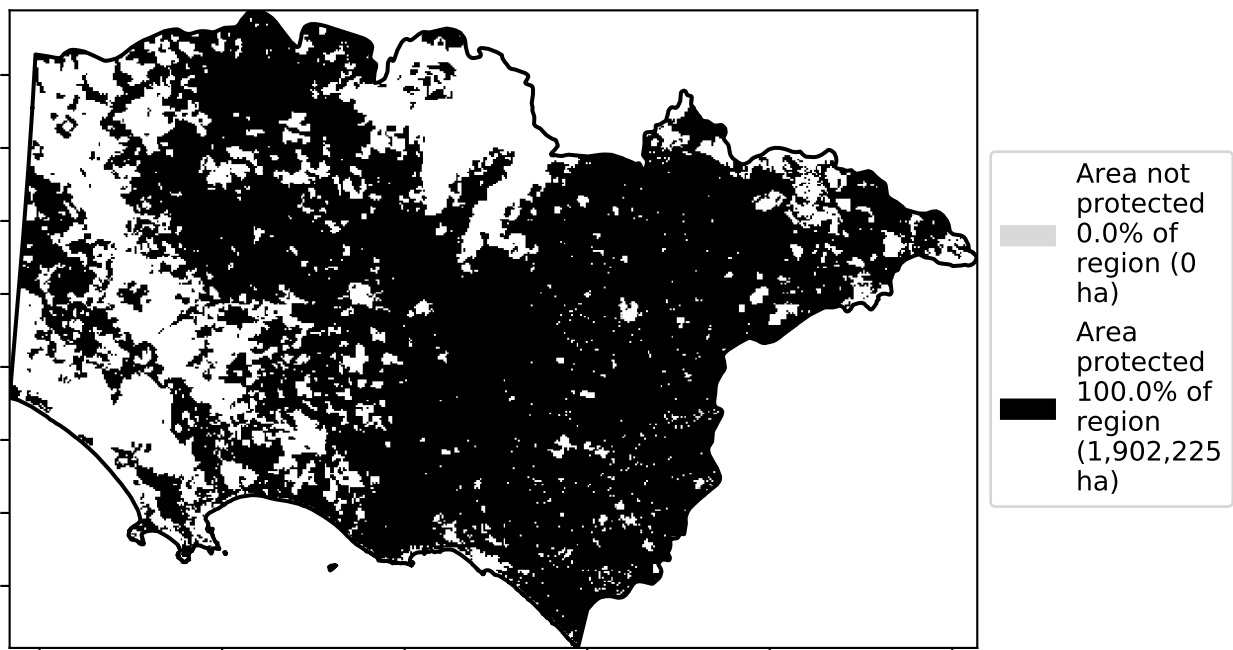 Area not
protected
0.0% of
region (0
ha)
Area
protected
100.0% of
region
(1,902,225
ha)